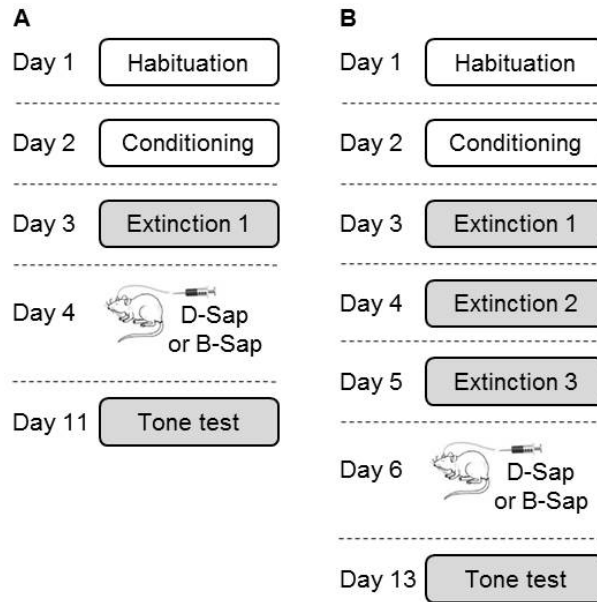 A
Day 1 Habituation
Day 2 Conditioning
Day 3 Extinction 1
Day 4 D-Sap
or B-Sap
Day 11 Tone test
B
Day 1 Habituation
Day 2 Conditioning
Day 3 Extinction 1
Day 4 Extinction 2
Day 5 Extinction 3
Day 6 D-Sap
or B-Sap
Day 13 Tone test